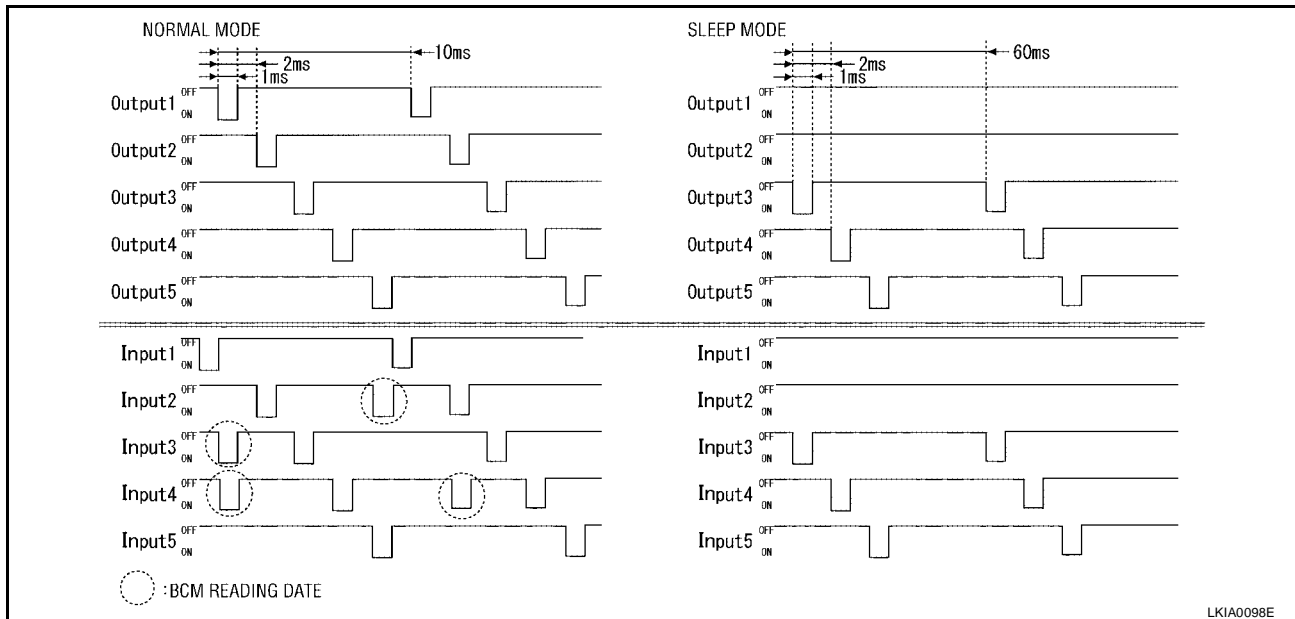 NORMAL MODE
10ms
2ms
1ms
Output1 OFF ON
Output2 OFF ON
Output3 OFF ON
Output4 OFF ON
Output5 OFF ON
Input1 OFF ON
Input2 OFF ON
Input3 OFF ON
Input4 OFF ON
Input5 OFF ON
:BCM READING DATE
SLEEP MODE
60ms
2ms
1ms
Output1 OFF ON
Output2 OFF ON
Output3 OFF ON
Output4 OFF ON
Output5 OFF ON
Input1 OFF ON
Input2 OFF ON
Input3 OFF ON
Input4 OFF ON
Input5 OFF ON
LKIA0098E